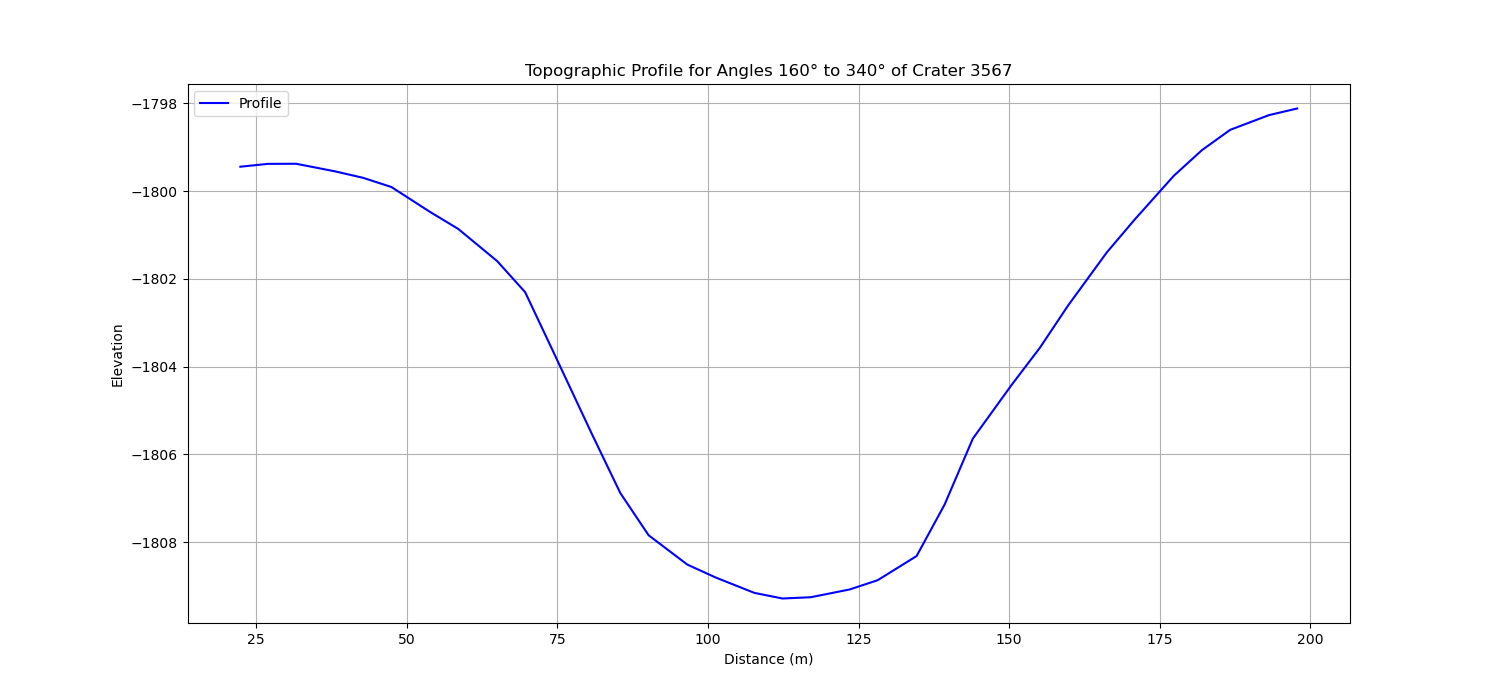 Topographic Profile for Angles 160° to 340° of Crater 3567
Profile
−1798
−1800
−1802
−1804
−1806
−1808
Elevation
25 50 75 100 125 150 175 200
Distance (m)